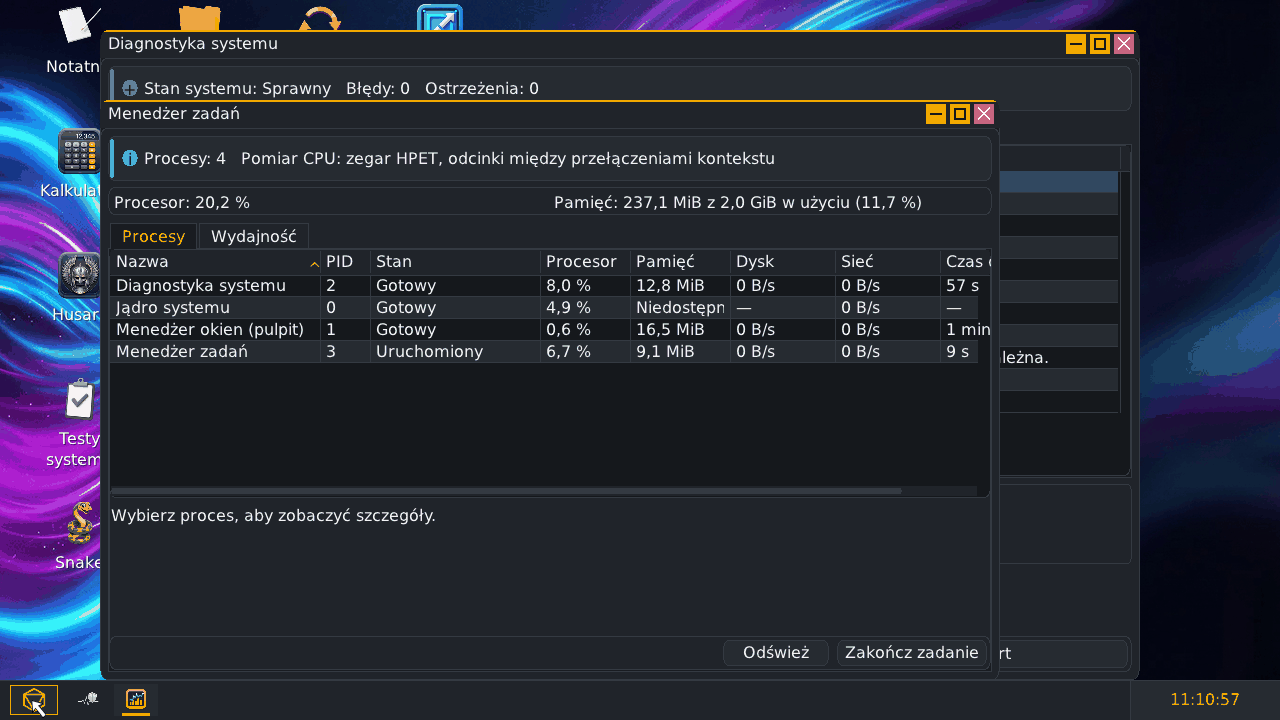 Notatn
Diagnostyka systemu
Stan systemu: Sprawny Błędy: 0 Ostrzeżenia: 0
Menedżer zadań
Procesy: 4 Pomiar CPU: zegar HPET, odcinki między przełączeniami kontekstu
Procesor: 20,2 % Pamięć: 237,1 MiB z 2,0 GiB w użyciu (11,7 %)
Procesy Wydajność
Nazwa PID Stan Procesor Pamięć Dysk Sieć Czas
Diagnostyka systemu 2 Gotowy 8,0 % 12,8 MiB 0 B/s 0 B/s 57 s
Jądro systemu 0 Gotowy 4,9 % Niedostępn — 0 B/s —
Menedżer okien (pulpit) 1 Gotowy 0,6 % 16,5 MiB 0 B/s 0 B/s 1 min
Menedżer zadań 3 Uruchomiony 6,7 % 9,1 MiB 0 B/s 0 B/s 9 s
leżna.
Wybierz proces, aby zobaczyć szczegóły.
Odśwież Zakończ zadanie
rt
12,345
Kalkulat
Husar
Testy
system
Snake
11:10:57